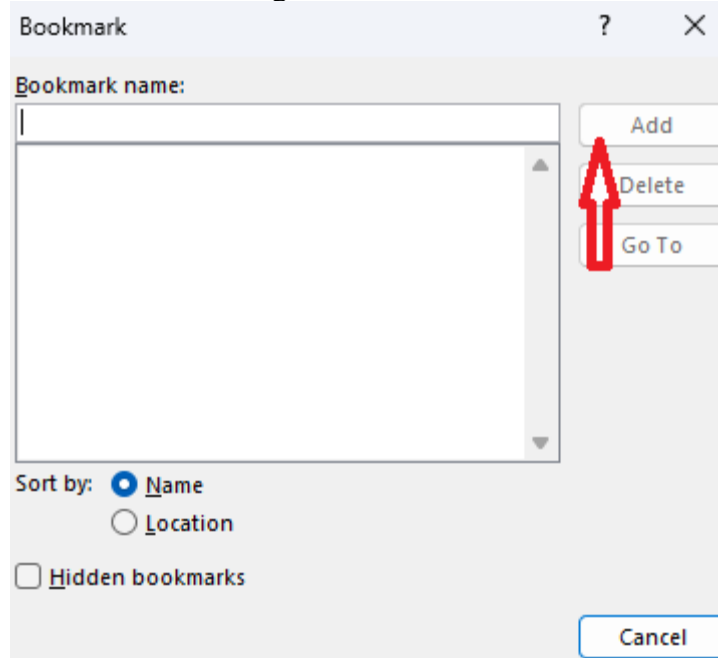 Bookmark ?
Bookmark name:
Add
Delete
Go To
Sort by: Name
Location
Hidden bookmarks
Cancel